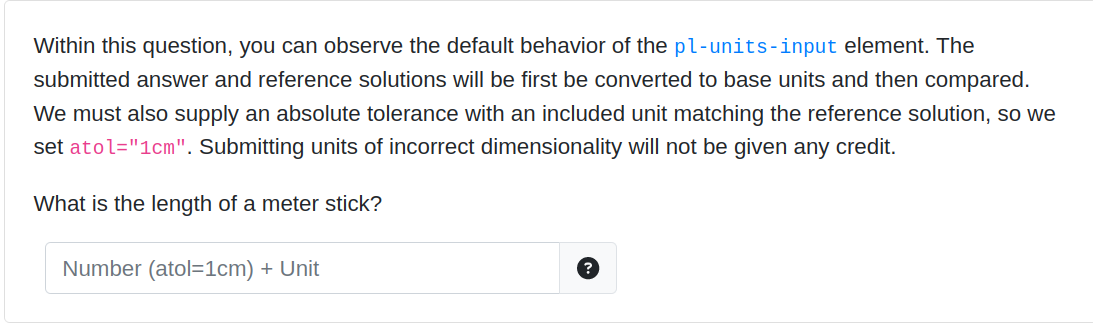 Within this question, you can observe the default behavior of the pl-units-input element. The
submitted answer and reference solutions will be first be converted to base units and then compared.
We must also supply an absolute tolerance with an included unit matching the reference solution, so we
set atol="1cm". Submitting units of incorrect dimensionality will not be given any credit.
What is the length of a meter stick?
Number (atol=1cm) + Unit
?